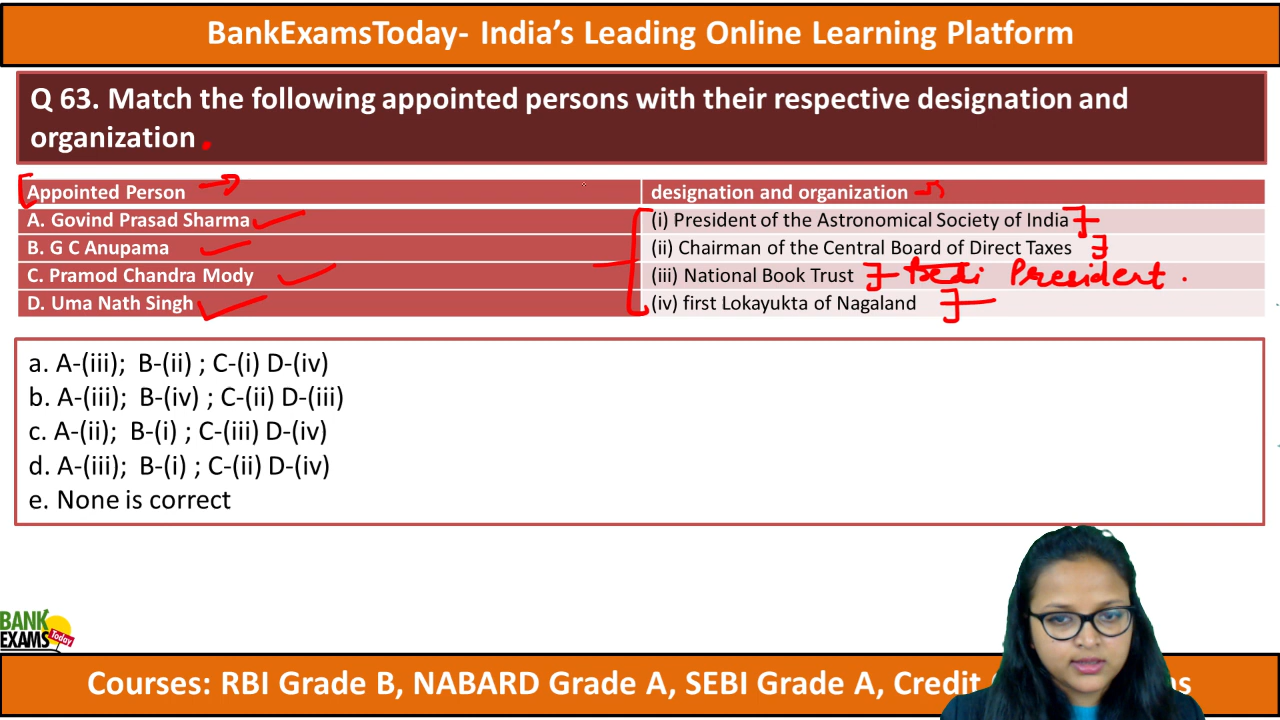 BankExamsToday- India's Leading Online Learning Platform
Q 63. Match the following appointed persons with their respective designation and
organization.
Appointed Person
designation and organization
A. Govind Prasad Sharma
(i) President of the Astronomical Society of India
B. G C Anupama
(ii) Chairman of the Central Board of Direct Taxes
C. Pramod Chandra Mody
(iii) National Book Trust President.
D. Uma Nath Singh
(iv) first Lokayukta of Nagaland
a. A-(iii); B-(ii) ; C-(i) D-(iv)
b. A-(iii); B-(iv) ; C-(ii) D-(iii)
c. A-(ii); B-(i) ; C-(iii) D-(iv)
d. A-(iii); B-(i) ; C-(ii) D-(iv)
e. None is correct
BANK
EXAMS Today
Courses: RBI Grade B, NABARD Grade A, SEBI Grade A, Credit